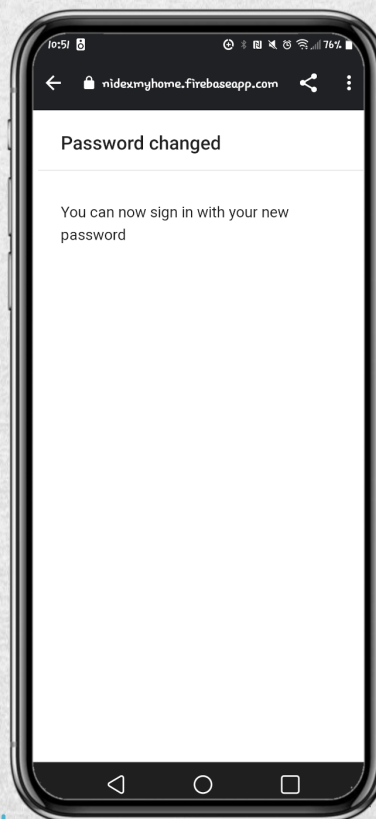 10:51 76%
nidexmyhome.firebaseapp.com
Password changed
You can now sign in with your new
password